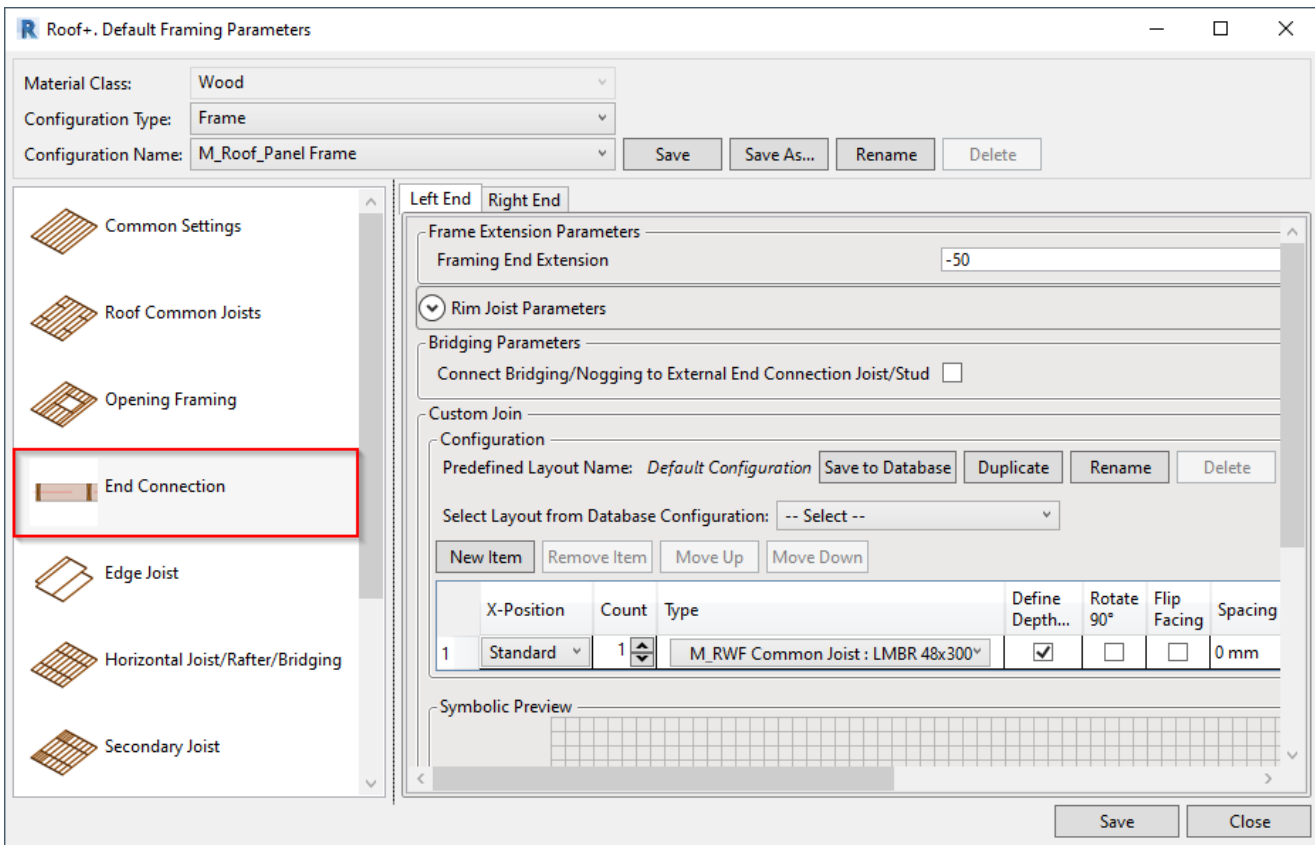 Roof+. Default Framing Parameters
Material Class: Wood
Configuration Type: Frame
Configuration Name: M_Roof_Panel Frame Save Save As... Rename Delete
Common Settings
Roof Common Joists
Opening Framing
End Connection
Edge Joist
Horizontal Joist/Rafter/Bridging
Secondary Joist
Left End Right End
Frame Extension Parameters
Framing End Extension -50
Rim Joist Parameters
Bridging Parameters
Connect Bridging/Nogging to External End Connection Joist/Stud
Custom Join
Configuration
Predefined Layout Name: Default Configuration Save to Database Duplicate Rename Delete
Select Layout from Database Configuration: -- Select --
New Item Remove Item Move Up Move Down
X-Position Count Type Define Depth... Rotate 90° Flip Facing Spacing
1 Standard 1 M_RWF Common Joist : LMBR 48x300 0 mm
Symbolic Preview
Save Close